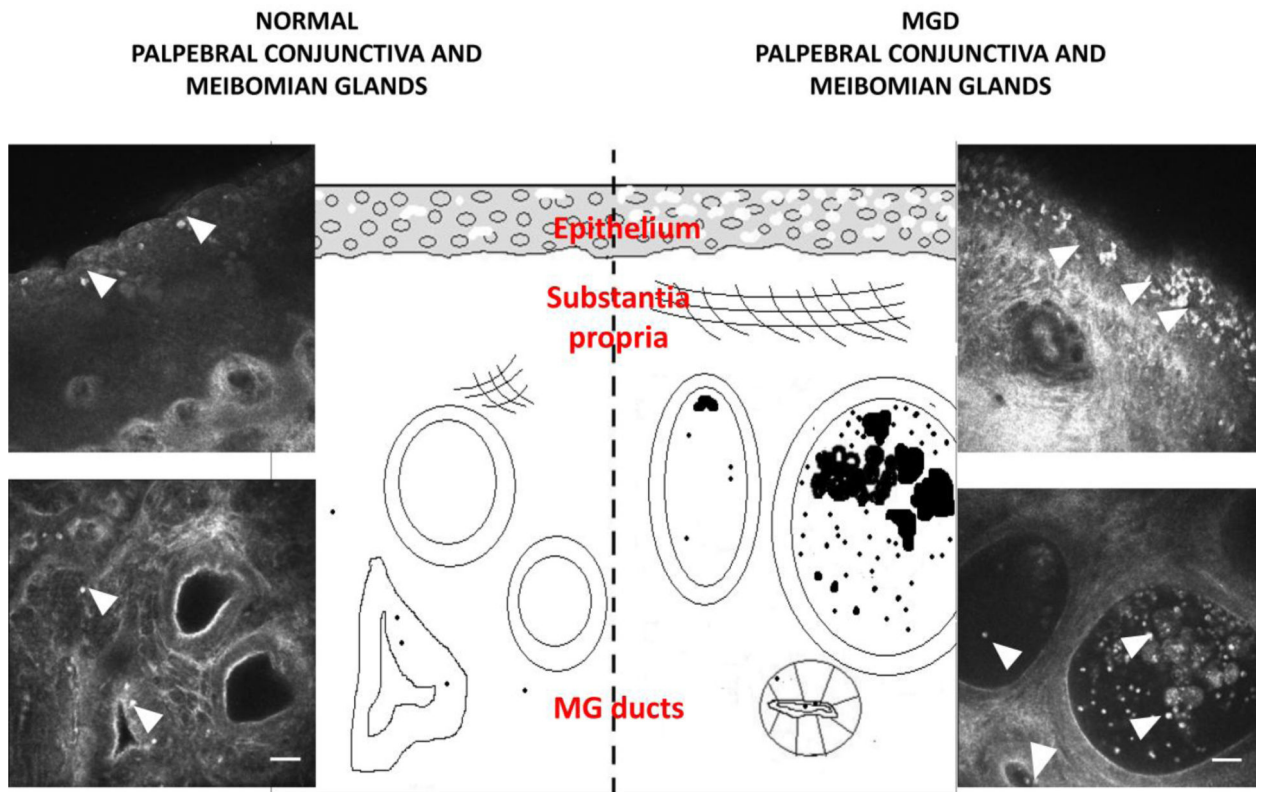 NORMAL
PALPEBRAL CONJUNCTIVA AND
MEIBOMIAN GLANDS
MGD
PALPEBRAL CONJUNCTIVA AND
MEIBOMIAN GLANDS
Epithelium
Substantia
propria
MG ducts